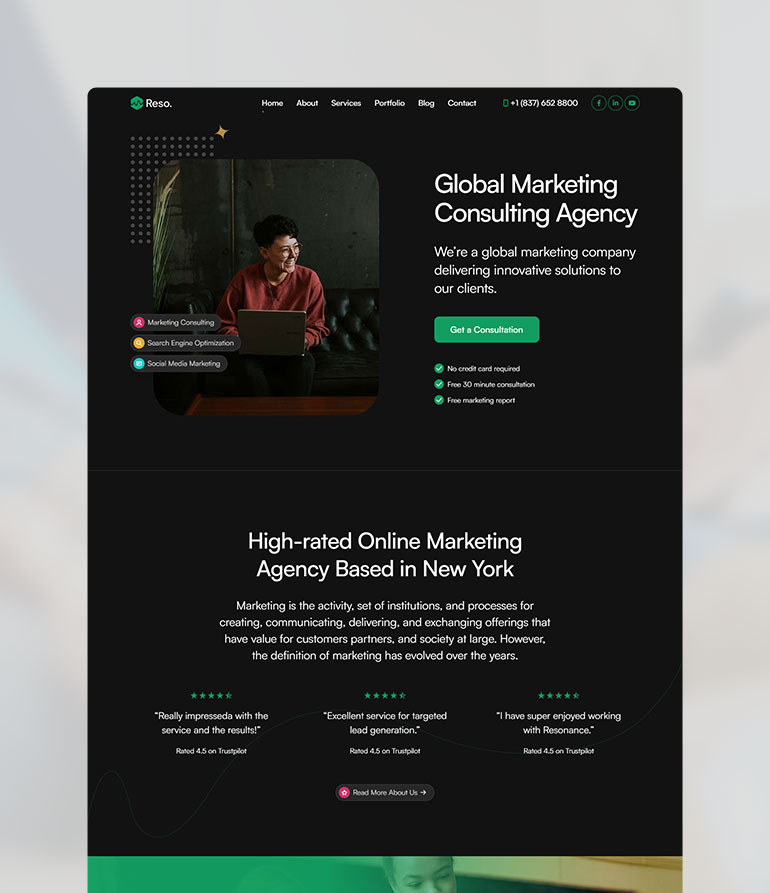 Reso.
Home About Services Portfolio Blog Contact
+1 (837) 652 8800
Marketing Consulting
Search Engine Optimization
Social Media Marketing
Global Marketing
Consulting Agency
We're a global marketing company
delivering innovative solutions to
our clients.
Get a Consultation
No credit card required
Free 30 minute consultation
Free marketing report
High-rated Online Marketing
Agency Based in New York
Marketing is the activity, set of institutions, and processes for
creating, communicating, delivering, and exchanging offerings that
have value for customers partners, and society at large. However,
the definition of marketing has evolved over the years.
“Really impresseda with the
service and the results!”
Rated 4.5 on Trustpilot
“Excellent service for targeted
lead generation.”
Rated 4.5 on Trustpilot
“I have super enjoyed working
with Resonance.”
Rated 4.5 on Trustpilot
Read More About Us →